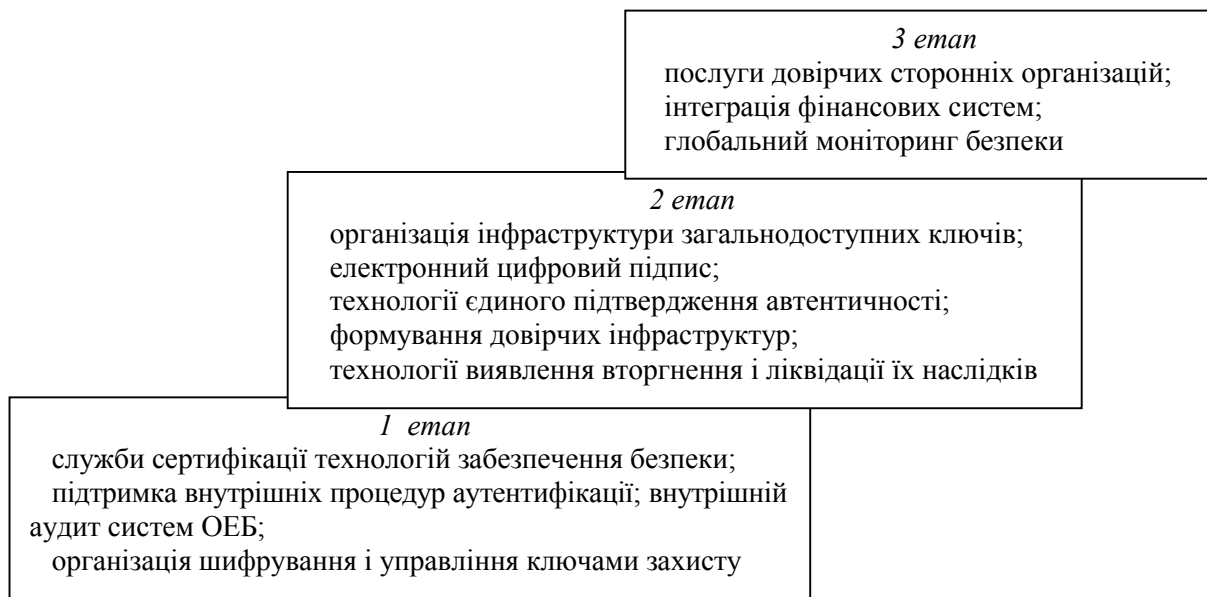 3 етап
послуги довірчих сторонніх організацій;
інтеграція фінансових систем;
глобальний моніторинг безпеки
2 етап
організація інфраструктури загальнодоступних ключів;
електронний цифровий підпис;
технології єдиного підтвердження автентичності;
формування довірчих інфраструктур;
технології виявлення вторгнення і ліквідації їх наслідків
1 етап
служби сертифікації технологій забезпечення безпеки;
підтримка внутрішніх процедур аутентифікації; внутрішній
аудит систем ОЕБ;
організація шифрування і управління ключами захисту